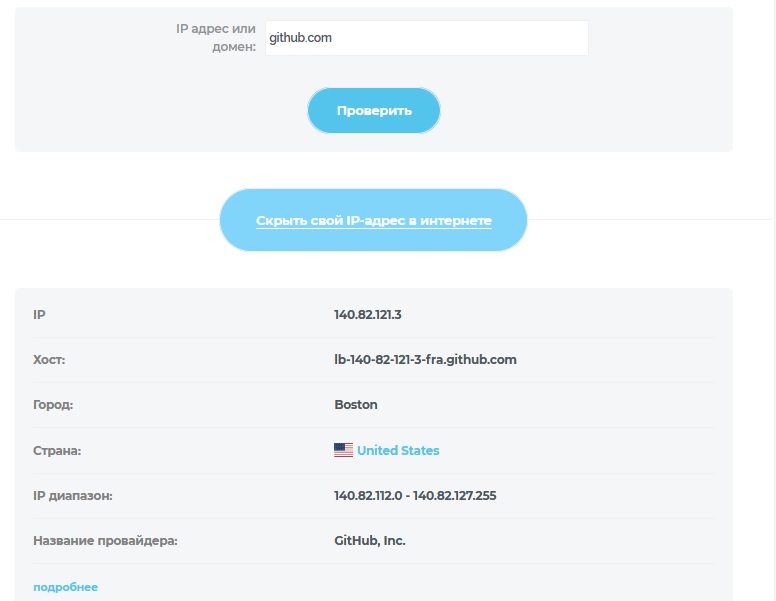 IP адрес или
домен:
github.com
Проверить
Скрыть свой IP-адрес в интернете
IP 140.82.121.3
Хост: lb-140-82-121-3-fra.github.com
Город: Boston
Страна: United States
IP диапазон: 140.82.112.0 - 140.82.127.255
Название провайдера: GitHub, Inc.
подробнее